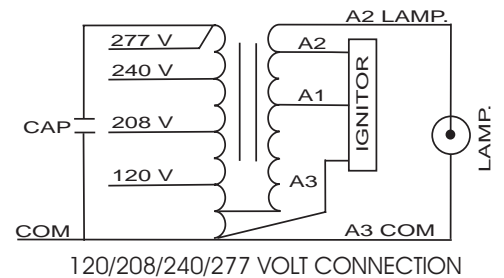 A2 LAMP.
277 V
A2
240 V
A1
IGNITOR
CAP
208 V
LAMP.
120 V
A3
COM
A3 COM
120/208/240/277 VOLT CONNECTION